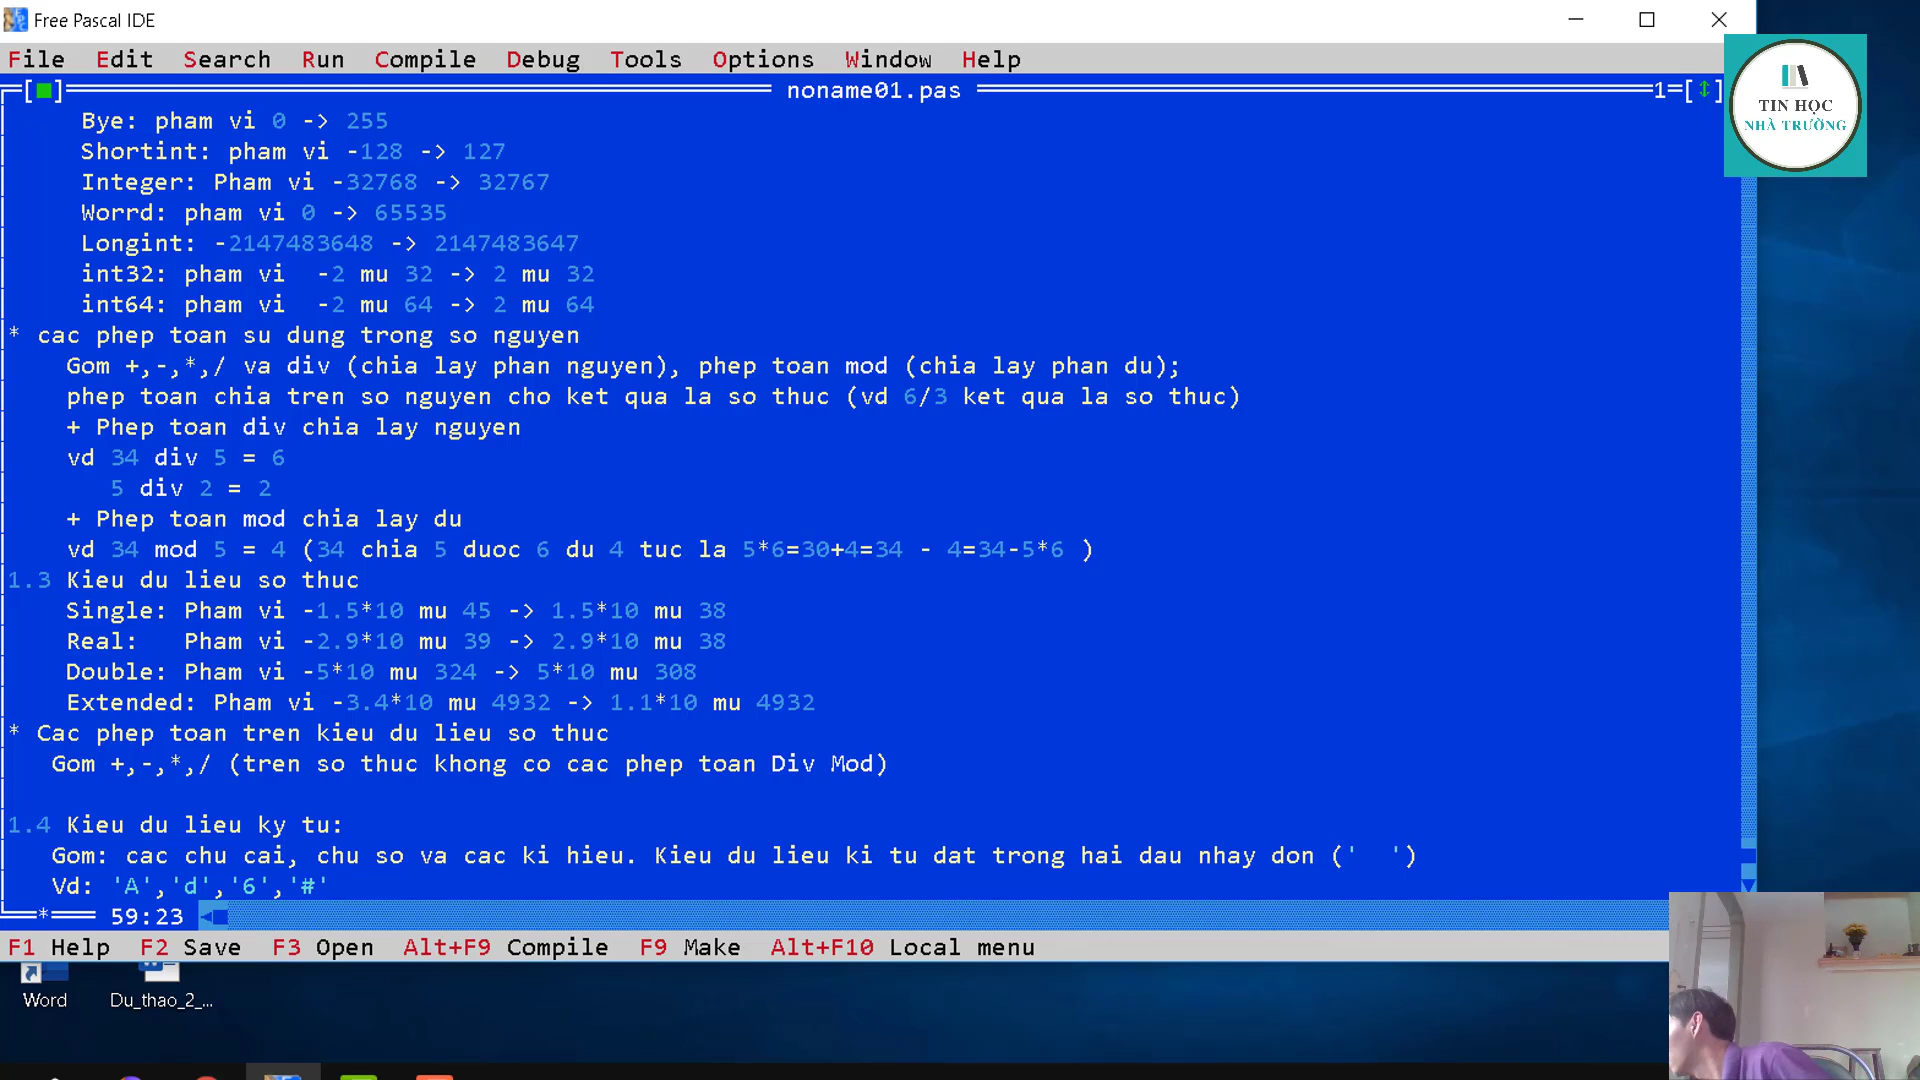 Free Pascal IDE
File Edit Search Run Compile Debug Tools Options Window Help
noname01.pas 1
TIN HỌC
NHÀ TRƯỜNG
Bye: pham vi 0 -> 255
Shortint: pham vi -128 -> 127
Integer: Pham vi -32768 -> 32767
Worrd: pham vi 0 -> 65535
Longint: -2147483648 -> 2147483647
int32: pham vi  -2 mu 32 -> 2 mu 32
int64: pham vi  -2 mu 64 -> 2 mu 64
* cac phep toan su dung trong so nguyen
Gom +,-,*,/ va div (chia lay phan nguyen), phep toan mod (chia lay phan du);
phep toan chia tren so nguyen cho ket qua la so thuc (vd 6/3 ket qua la so thuc)
+ Phep toan div chia lay nguyen
vd 34 div 5 = 6
5 div 2 = 2
+ Phep toan mod chia lay du
vd 34 mod 5 = 4 (34 chia 5 duoc 6 du 4 tuc la 5*6=30+4=34 - 4=34-5*6 )
1.3 Kieu du lieu so thuc
Single: Pham vi -1.5*10 mu 45 -> 1.5*10 mu 38
Real:   Pham vi -2.9*10 mu 39 -> 2.9*10 mu 38
Double: Pham vi -5*10 mu 324 -> 5*10 mu 308
Extended: Pham vi -3.4*10 mu 4932 -> 1.1*10 mu 4932
* Cac phep toan tren kieu du lieu so thuc
Gom +,-,*,/ (tren so thuc khong co cac phep toan Div Mod)
1.4 Kieu du lieu ky tu:
Gom: cac chu cai, chu so va cac ki hieu. Kieu du lieu ki tu dat trong hai dau nhay don ('  ')
Vd: 'A','d','6','#'
* 59:23
F1 Help F2 Save F3 Open Alt+F9 Compile F9 Make Alt+F10 Local menu
Word
Du_thao_2_...